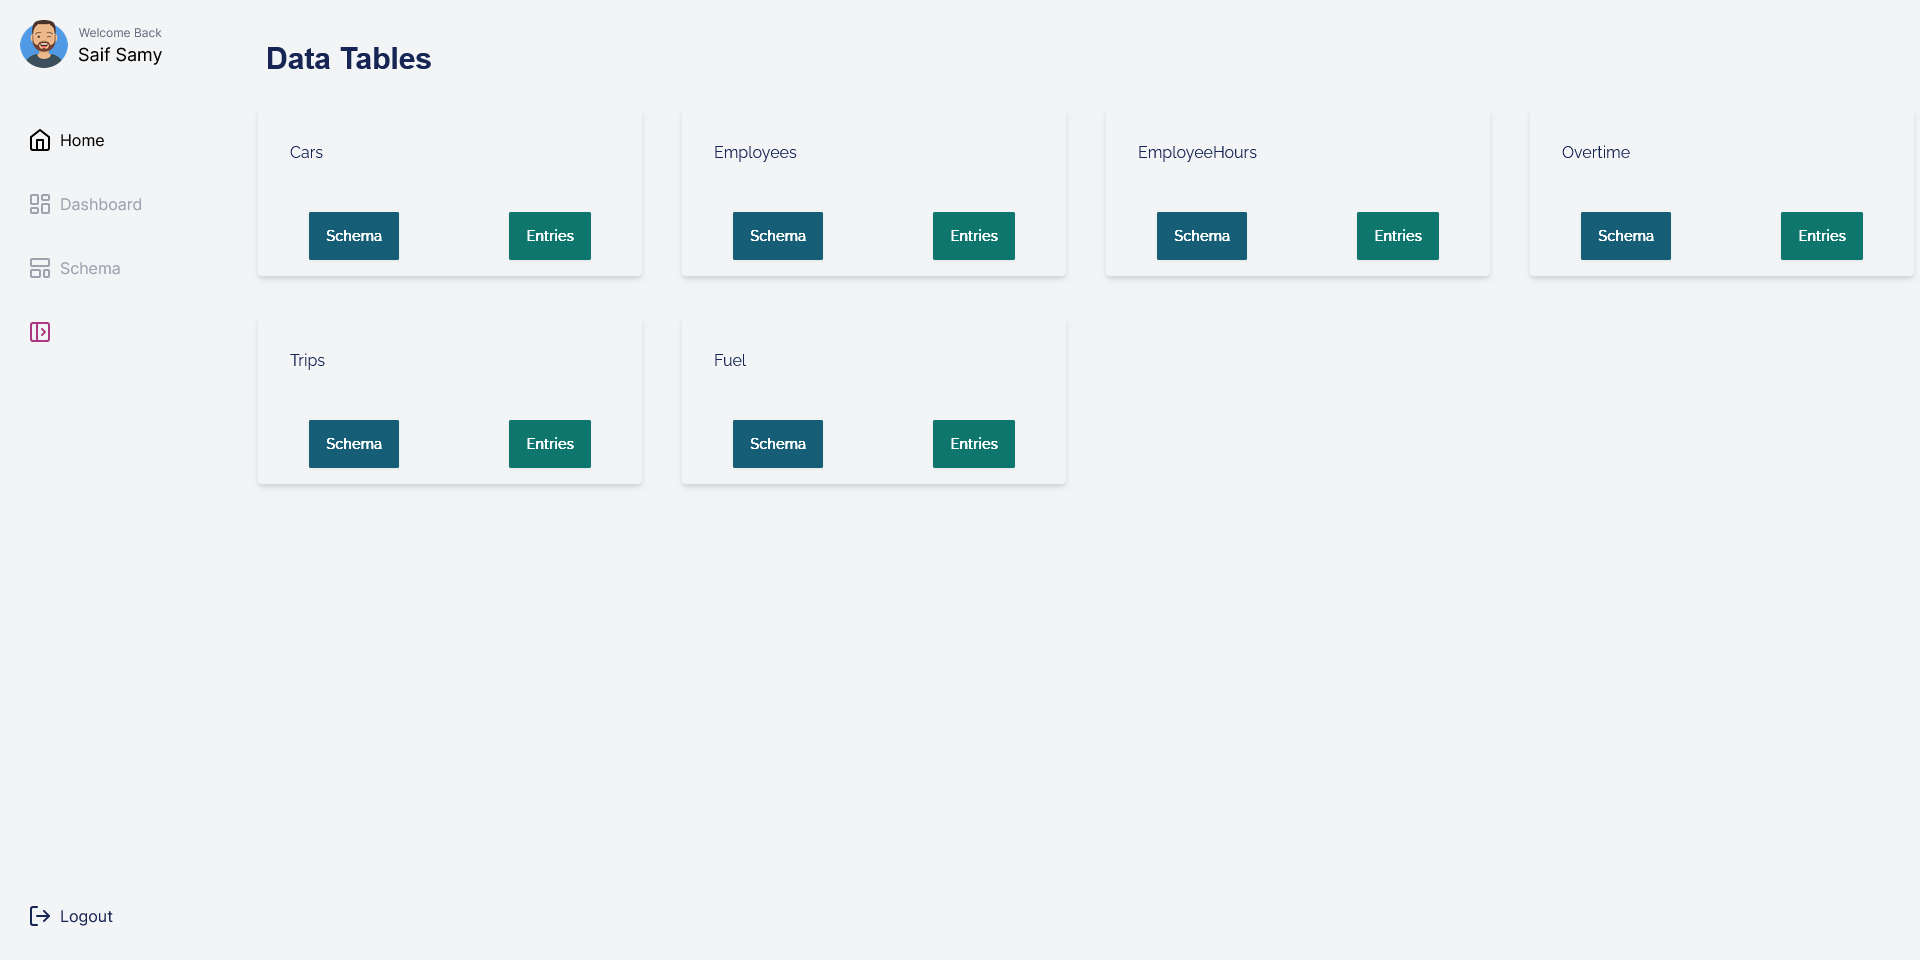 Welcome Back
Saif Samy
Home
Dashboard
Schema
Logout
Data Tables
Cars
Schema
Entries
Employees
Schema
Entries
EmployeeHours
Schema
Entries
Overtime
Schema
Entries
Trips
Schema
Entries
Fuel
Schema
Entries